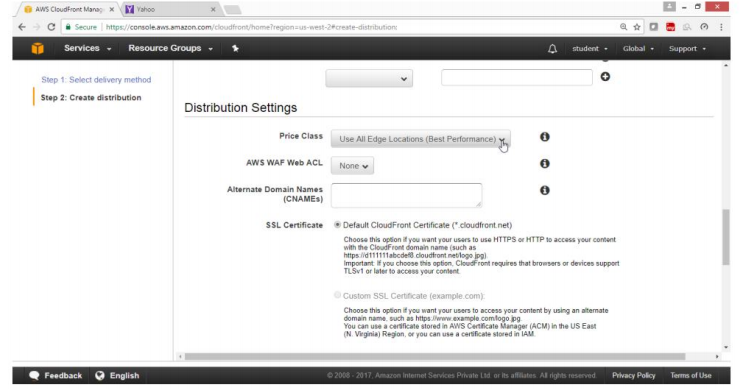 AWS CloudFront Manag
Yahoo
Secure
https://console.aws.amazon.com/cloudfront/home?region=us-west-2#create-distribution:
Services
Resource Groups
student
Global
Support
Step 1: Select delivery method
Step 2: Create distribution
Distribution Settings
Price Class
Use All Edge Locations (Best Performance)
AWS WAF Web ACL
None
Alternate Domain Names
(CNAMEs)
SSL Certificate
Default CloudFront Certificate (*.cloudfront.net)
Choose this option if you want your users to use HTTPS or HTTP to access your content
with the CloudFront domain name (such as
https://d111111abcdef8.cloudfront.net/logo.jpg).
Important: If you choose this option, CloudFront requires that browsers or devices support
TLSv1 or later to access your content.
Custom SSL Certificate (example.com):
Choose this option if you want your users to access your content by using an alternate
domain name, such as https://www.example.com/logo.jpg.
You can use a certificate stored in AWS Certificate Manager (ACM) in the US East
(N. Virginia) Region, or you can use a certificate stored in IAM.
Feedback
English
© 2008 - 2017, Amazon Internet Services Private Ltd. or its affiliates. All rights reserved.
Privacy Policy
Terms of Use